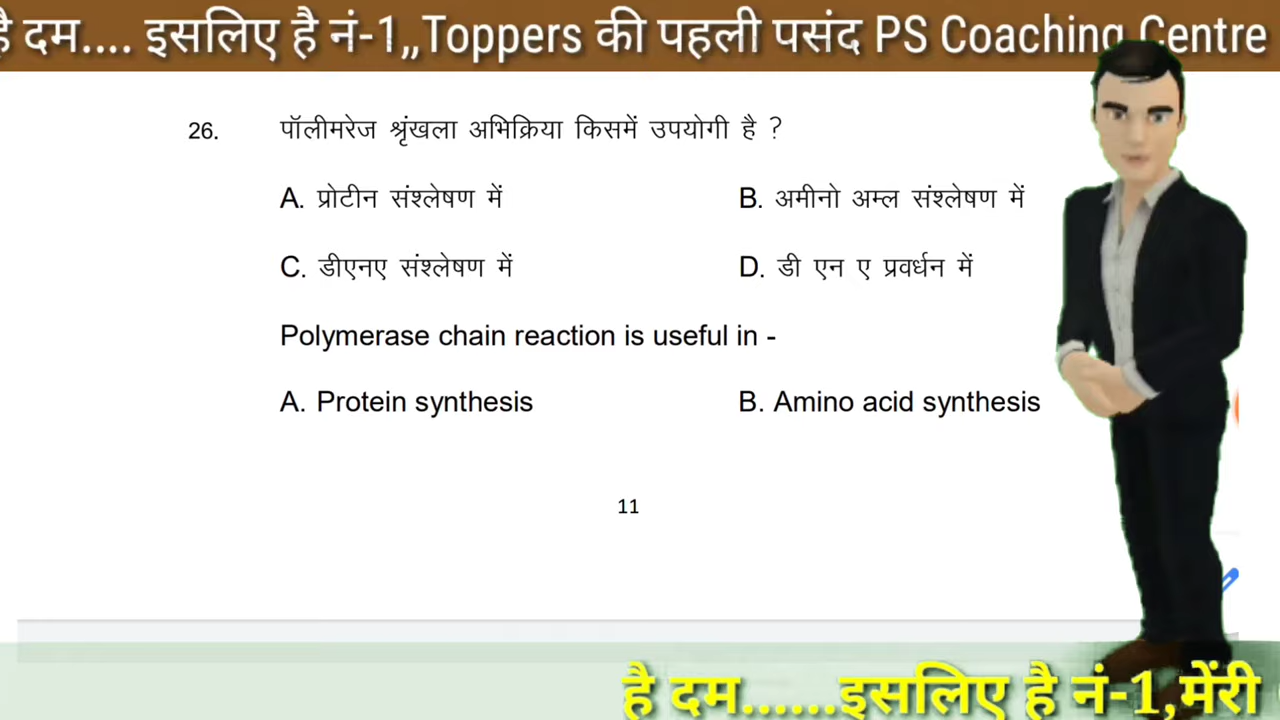 है दम.... इसलिए है नं-1,,Toppers की पहली पसंद PS Coaching Centre
26. पॉलीमरेज श्रृंखला अभिक्रिया किसमें उपयोगी है ?
A. प्रोटीन संश्लेषण में B. अमीनो अम्ल संश्लेषण में
C. डीएनए संश्लेषण में D. डी एन ए प्रवर्धन में
Polymerase chain reaction is useful in -
A. Protein synthesis B. Amino acid synthesis
11
है दम......इसलिए है नं-1,मेंरी